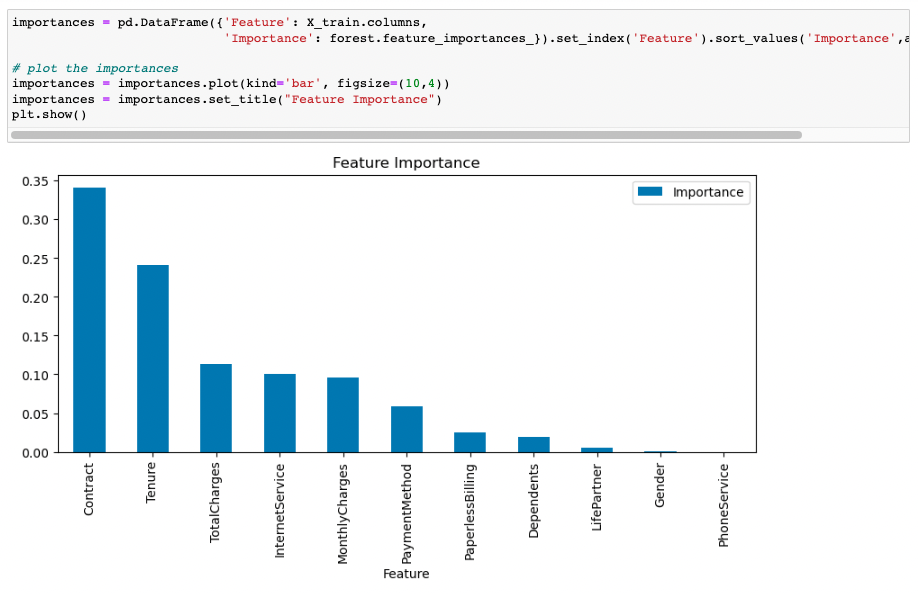 importances = pd.DataFrame({'Feature': X_train.columns,
'Importance': forest.feature_importances_}).set_index('Feature').sort_values('Importance',a
# plot the importances
importances = importances.plot(kind='bar', figsize=(10,4))
importances = importances.set_title("Feature Importance")
plt.show()
Feature Importance
Importance
0.35
0.30
0.25
0.20
0.15
0.10
0.05
0.00
Contract
Tenure
TotalCharges
InternetService
MonthlyCharges
PaymentMethod
PaperlessBilling
Dependents
LifePartner
Gender
PhoneService
Feature